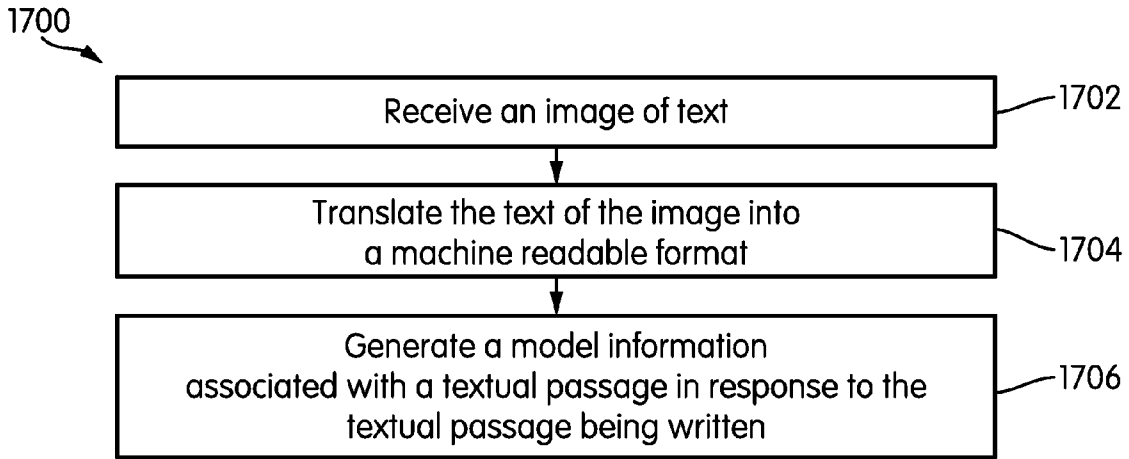 1700
Receive an image of text
1702
Translate the text of the image into
a machine readable format
1704
Generate a model information
associated with a textual passage in response to the
textual passage being written
1706